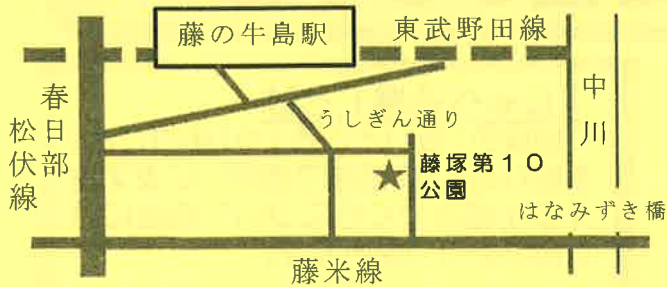 藤の牛島駅
東武野田線
春日部
松伏線
うしぎん通り
中川
藤塚第10
公園
はなみずき橋
藤米線